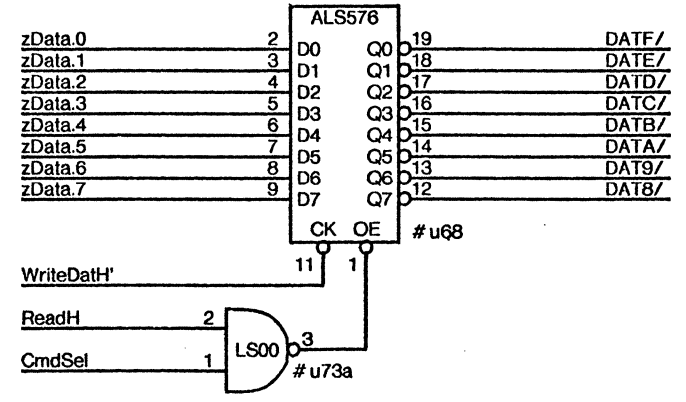 ALS576
zData.0 2 D0 Q0 19 DATF/
zData.1 3 D1 Q1 18 DATE/
zData.2 4 D2 Q2 17 DATD/
zData.3 5 D3 Q3 16 DATC/
zData.4 6 D4 Q4 15 DATB/
zData.5 7 D5 Q5 14 DATA/
zData.6 8 D6 Q6 13 DAT9/
zData.7 9 D7 Q7 12 DAT8/
CK OE # u68
11 1
WriteDatH'
ReadH 2
LS00 3
CmdSel 1
# u73a